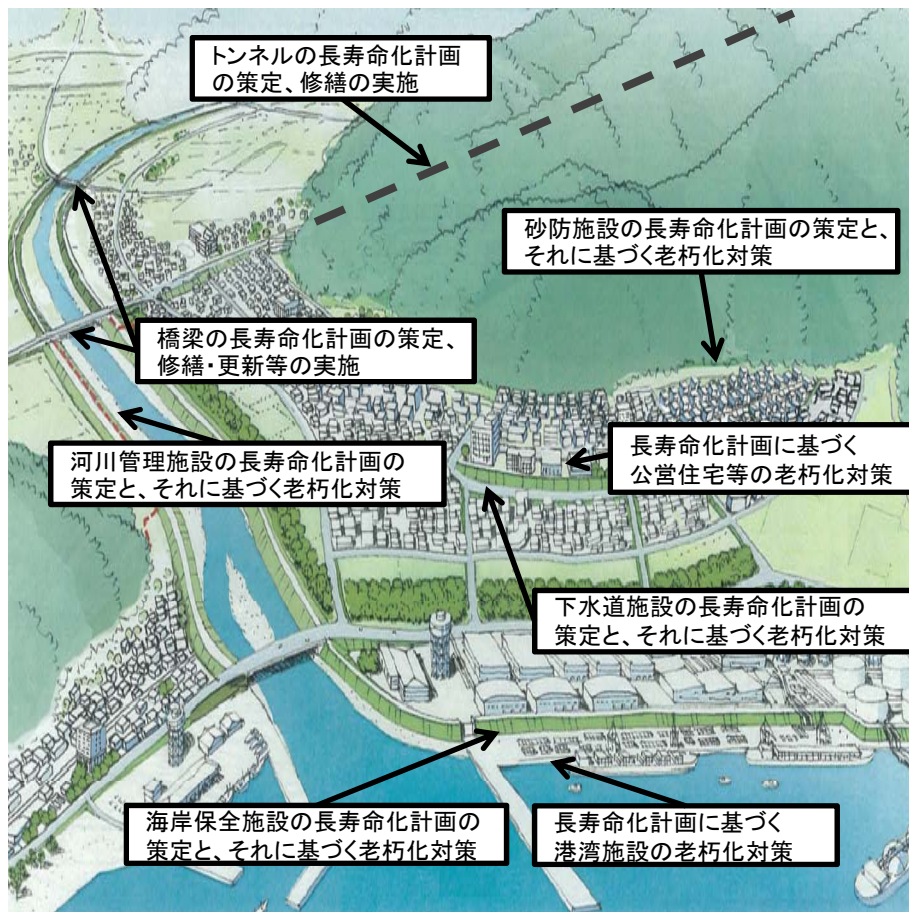 トンネルの長寿命化計画
の策定、修繕の実施
砂防施設の長寿命化計画の策定と、
それに基づく老朽化対策
橋梁の長寿命化計画の策定、
修繕・更新等の実施
河川管理施設の長寿命化計画の
策定と、それに基づく老朽化対策
長寿命化計画に基づく
公営住宅等の老朽化対策
下水道施設の長寿命化計画の
策定と、それに基づく老朽化対策
海岸保全施設の長寿命化計画の
策定と、それに基づく老朽化対策
長寿命化計画に基づく
港湾施設の老朽化対策